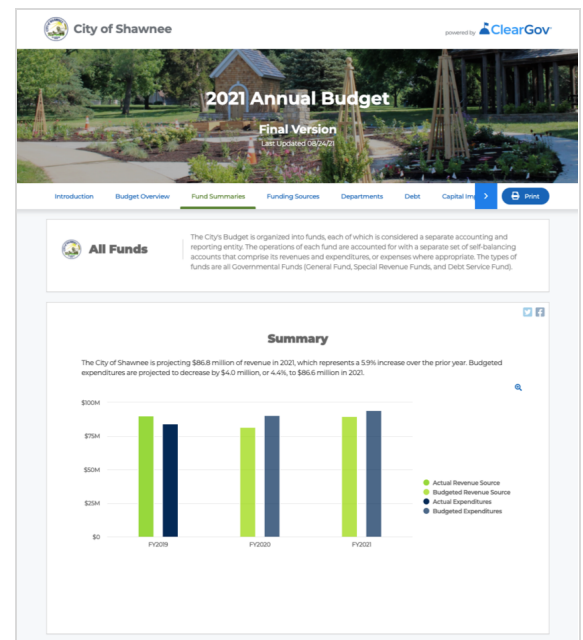 City of Shawnee
powered by ClearGov
2021 Annual Budget
Final Version
Last Updated 08/24/21
Introduction Budget Overview Fund Summaries Funding Sources Departments Debt Capital Imp > Print
All Funds
The City's Budget is organized into funds, each of which is considered a separate accounting and
reporting entity. The operations of each fund are accounted for with a separate set of self-balancing
accounts that comprise its revenues and expenditures, or expenses where appropriate. The types of
funds are all Governmental Funds (General Fund, Special Revenue Funds, and Debt Service Fund).
Summary
The City of Shawnee is projecting $86.8 million of revenue in 2021, which represents a 5.9% increase over the prior year. Budgeted
expenditures are projected to decrease by $4.0 million, or 4.4%, to $86.6 million in 2021.
$100M
$75M
$50M
$25M
$0
FY2019 FY2020 FY2021
Actual Revenue Source
Budgeted Revenue Source
Actual Expenditures
Budgeted Expenditures